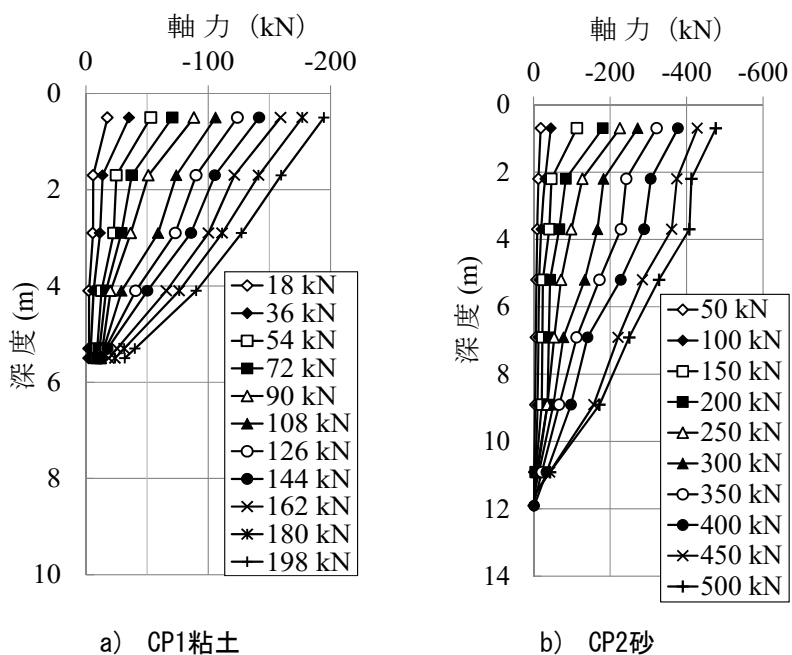 軸 力 (kN)
0 -100 -200
0
2
4
6
8
10
深 度 (m)
18 kN
36 kN
54 kN
72 kN
90 kN
108 kN
126 kN
144 kN
162 kN
180 kN
198 kN
a) CP1粘土
軸 力 (kN)
0 -200 -400 -600
0
2
4
6
8
10
12
14
深 度 (m)
50 kN
100 kN
150 kN
200 kN
250 kN
300 kN
350 kN
400 kN
450 kN
500 kN
b) CP2砂